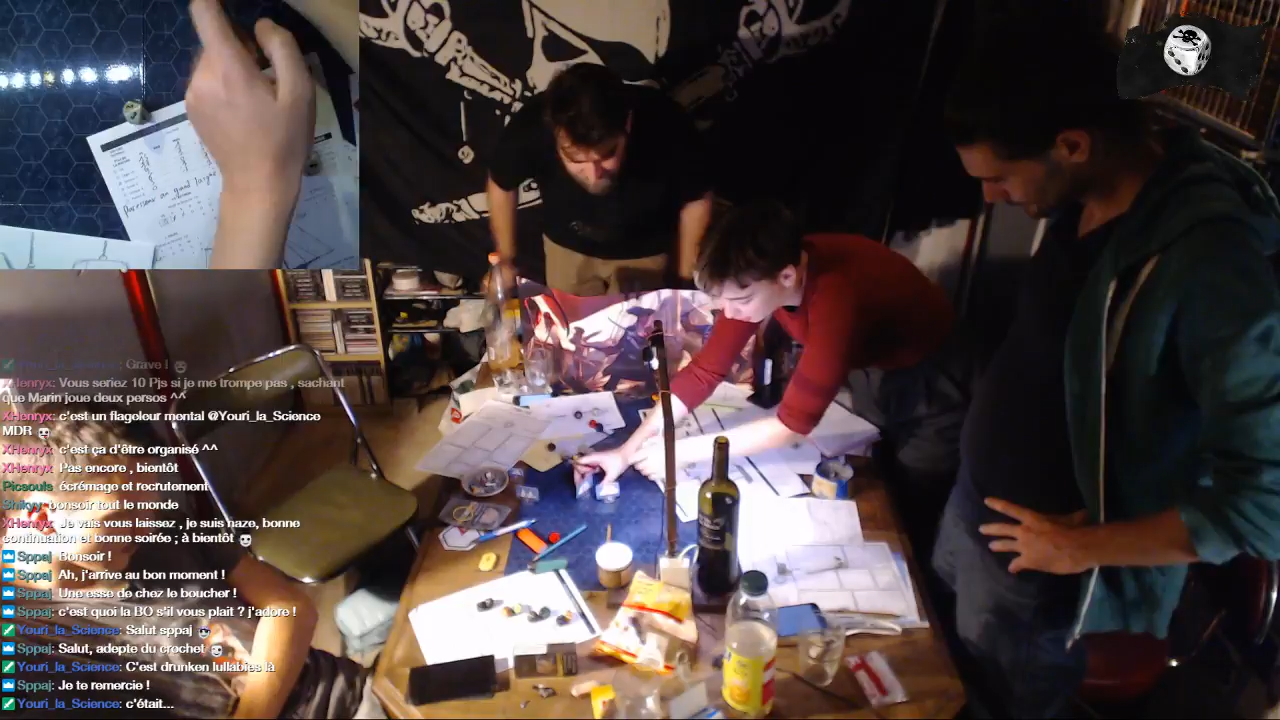 Youri_la_Science: Grave !
XHenryx: Vous seriez 10 Pjs si je me trompe pas , sachant
que Marin joue deux persos ^^
XHenryx: c'est un flageleur mental @Youri_la_Science
MDR
XHenryx: c'est ça d'être organisé ^^
XHenryx: Pas encore , bientôt
Picsouls: écrémage et recrutement
Shikyy: bonsoir tout le monde
XHenryx: Je vais vous laissez , je suis naze, bonne
continuation et bonne soirée ; à bientôt
Sppaj: Bonsoir !
Sppaj: Ah, j'arrive au bon moment !
Sppaj: Une esse de chez le boucher !
Sppaj: c'est quoi la BO s'il vous plait ? j'adore !
Youri_la_Science: Salut sppaj
Sppaj: Salut, adepte du crochet
Youri_la_Science: C'est drunken lullabies là
Sppaj: Je te remercie !
Youri_la_Science: c'était...